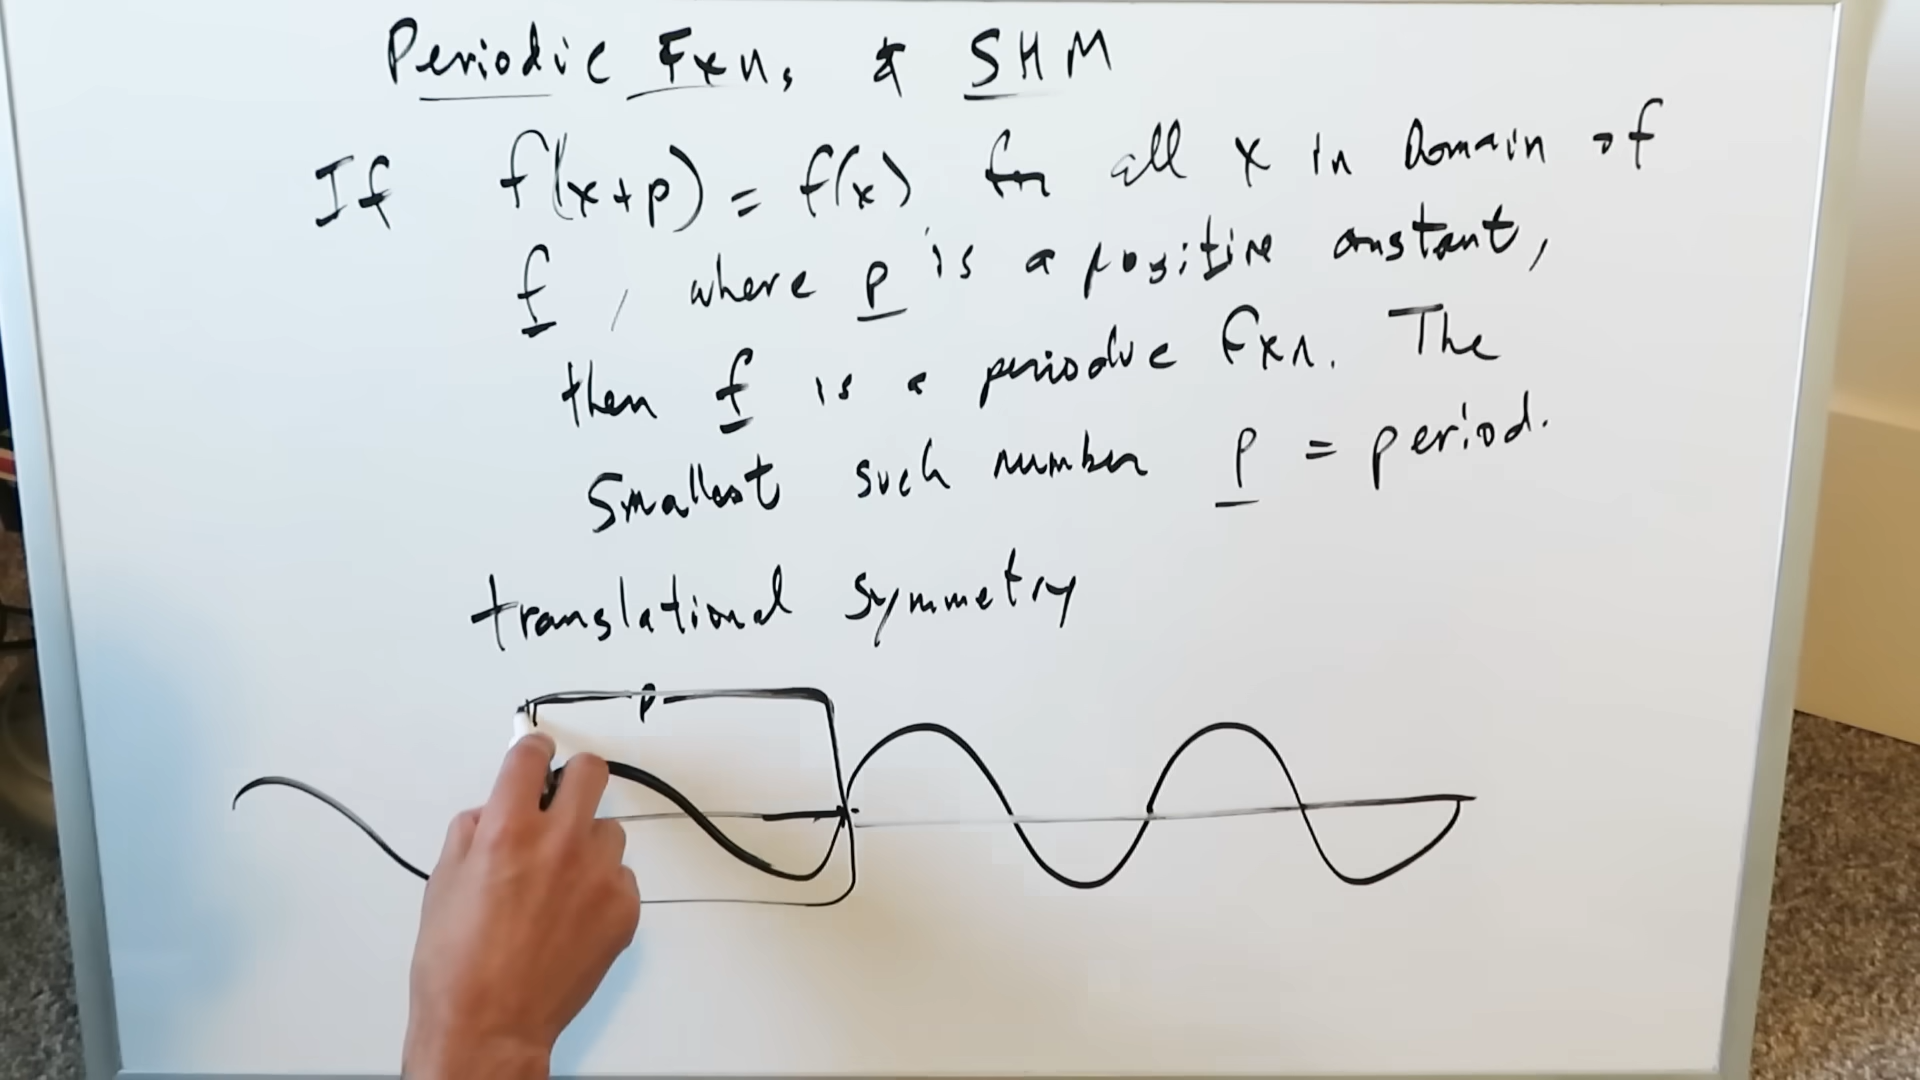 Periodic Fxn, & SHM
If f(x+p) = f(x) for all x in Domain of
f, where p is a positive constant,
then f is a periodic Fxn. The
Smallest such number p = period.
translational symmetry
p